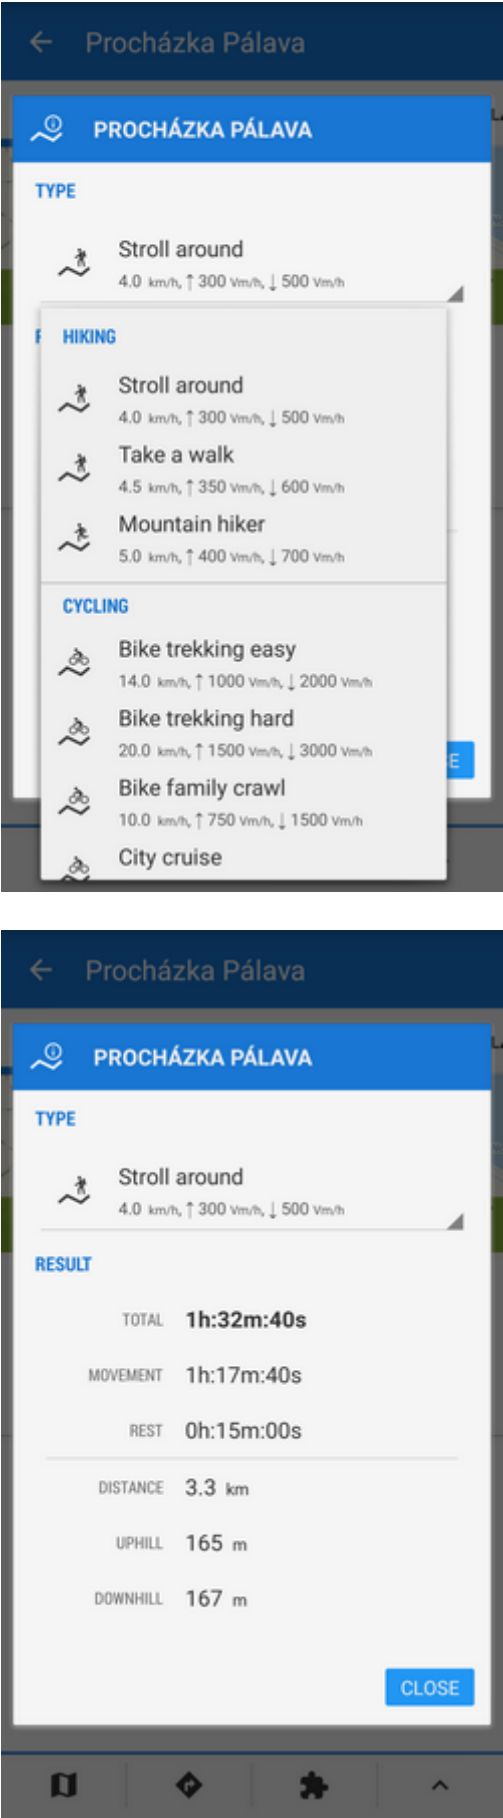 Procházka Pálava
PROCHÁZKA PÁLAVA
TYPE
Stroll around
4.0 km/h, ↑ 300 Vm/h, ↓ 500 Vm/h
HIKING
Stroll around
4.0 km/h, ↑ 300 Vm/h, ↓ 500 Vm/h
Take a walk
4.5 km/h, ↑ 350 Vm/h, ↓ 600 Vm/h
Mountain hiker
5.0 km/h, ↑ 400 Vm/h, ↓ 700 Vm/h
CYCLING
Bike trekking easy
14.0 km/h, ↑ 1000 Vm/h, ↓ 2000 Vm/h
Bike trekking hard
20.0 km/h, ↑ 1500 Vm/h, ↓ 3000 Vm/h
Bike family crawl
10.0 km/h, ↑ 750 Vm/h, ↓ 1500 Vm/h
City cruise
Procházka Pálava
PROCHÁZKA PÁLAVA
TYPE
Stroll around
4.0 km/h, ↑ 300 Vm/h, ↓ 500 Vm/h
RESULT
TOTAL 1h:32m:40s
MOVEMENT 1h:17m:40s
REST 0h:15m:00s
DISTANCE 3.3 km
UPHILL 165 m
DOWNHILL 167 m
CLOSE